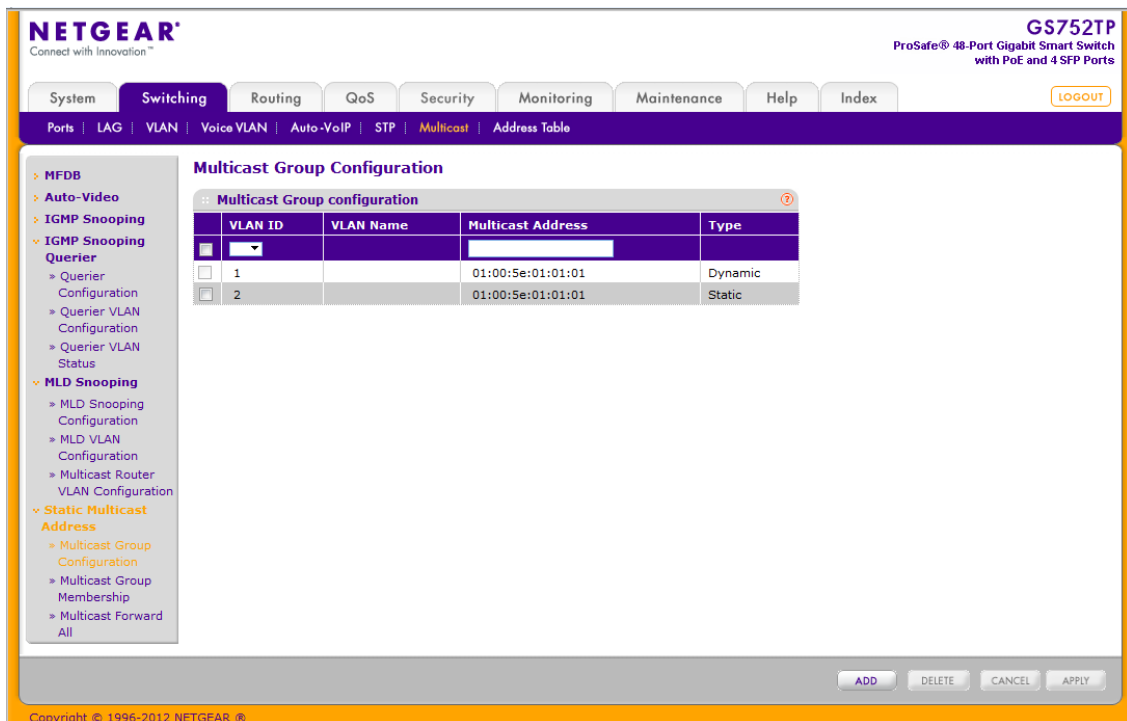 NETGEAR®
Connect with Innovation™
GS752TP
ProSafe® 48-Port Gigabit Smart Switch
with PoE and 4 SFP Ports
System Switching Routing QoS Security Monitoring Maintenance Help Index LOGOUT
Ports | LAG | VLAN | Voice VLAN | Auto-VoIP | STP | Multicast | Address Table
MFDB
Auto-Video
IGMP Snooping
IGMP Snooping
Querier
» Querier
Configuration
» Querier VLAN
Configuration
» Querier VLAN
Status
MLD Snooping
» MLD Snooping
Configuration
» MLD VLAN
Configuration
» Multicast Router
VLAN Configuration
Static Multicast
Address
» Multicast Group
Configuration
» Multicast Group
Membership
» Multicast Forward
All
Multicast Group Configuration
Multicast Group configuration ?
VLAN ID VLAN Name Multicast Address Type
1 01:00:5e:01:01:01 Dynamic
2 01:00:5e:01:01:01 Static
ADD DELETE CANCEL APPLY
Copyright © 1996-2012 NETGEAR ®